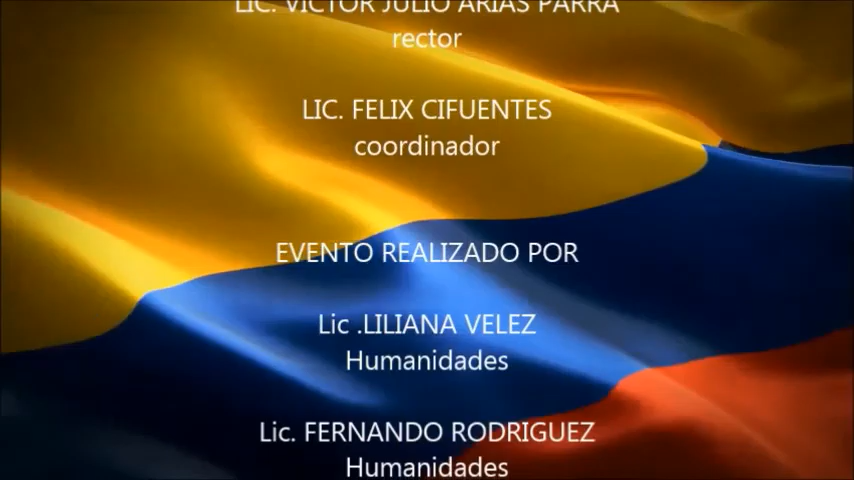 LIC. VICTOR JULIO ARIAS PARRA
rector
LIC. FELIX CIFUENTES
coordinador
EVENTO REALIZADO POR
Lic .LILIANA VELEZ
Humanidades
Lic. FERNANDO RODRIGUEZ
Humanidades